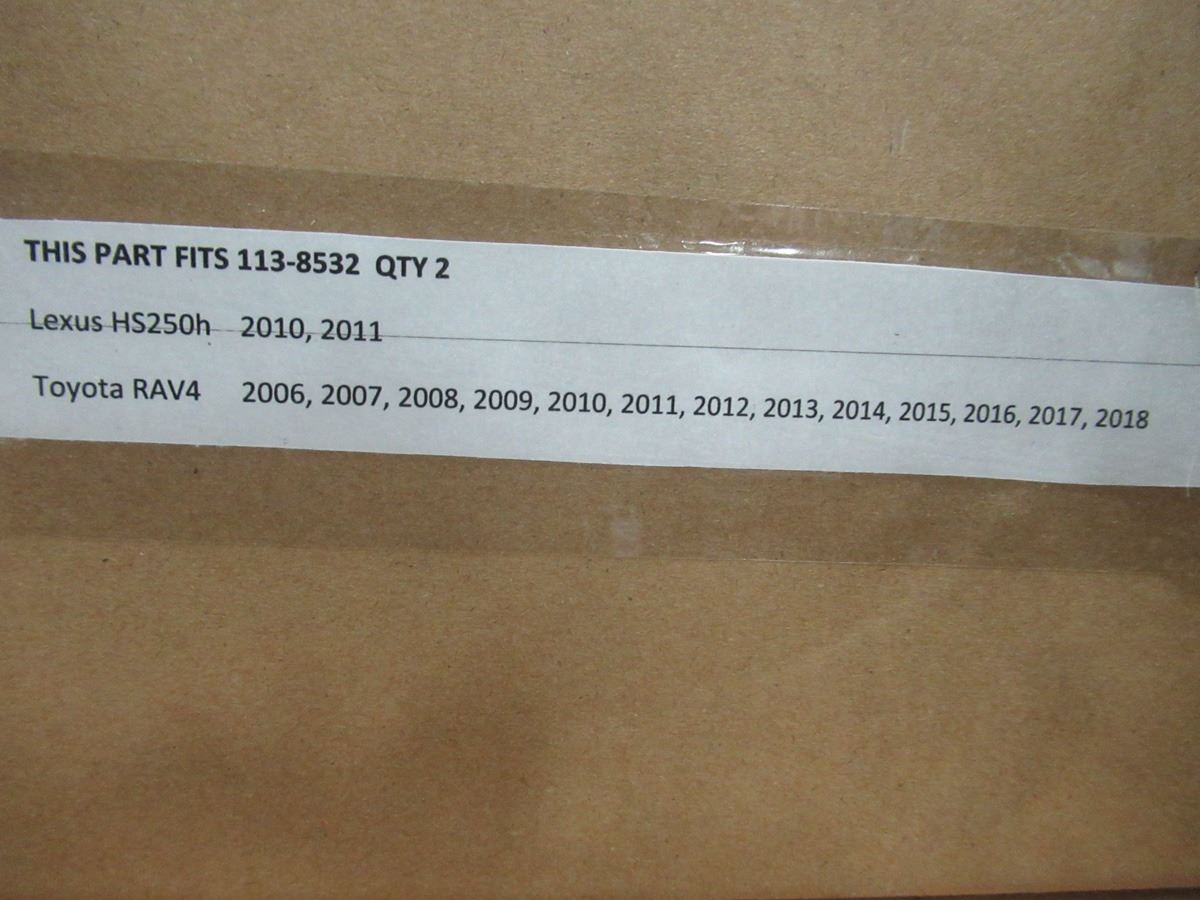 THIS PART FITS 113-8532 QTY 2
Lexus HS250h 2010, 2011
Toyota RAV4 2006, 2007, 2008, 2009, 2010, 2011, 2012, 2013, 2014, 2015, 2016, 2017, 2018